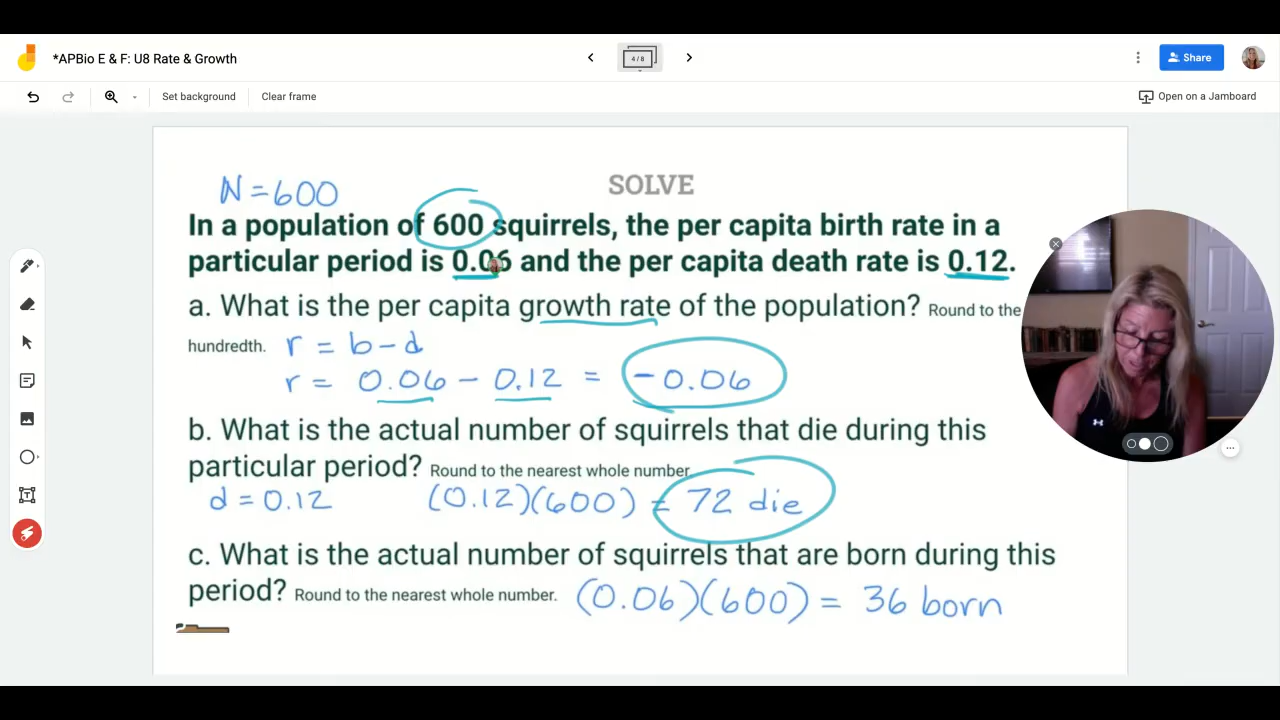 *APBio E & F: U8 Rate & Growth
4 / 8
Share
Set background
Clear frame
Open on a Jamboard
N = 600
SOLVE
In a population of 600 squirrels, the per capita birth rate in a
particular period is 0.06 and the per capita death rate is 0.12.
a. What is the per capita growth rate of the population? Round to the
hundredth. r = b - d
r = 0.06 - 0.12 = -0.06
b. What is the actual number of squirrels that die during this
particular period? Round to the nearest whole number.
d = 0.12 (0.12)(600) = 72 die
c. What is the actual number of squirrels that are born during this
period? Round to the nearest whole number. (0.06)(600) = 36 born